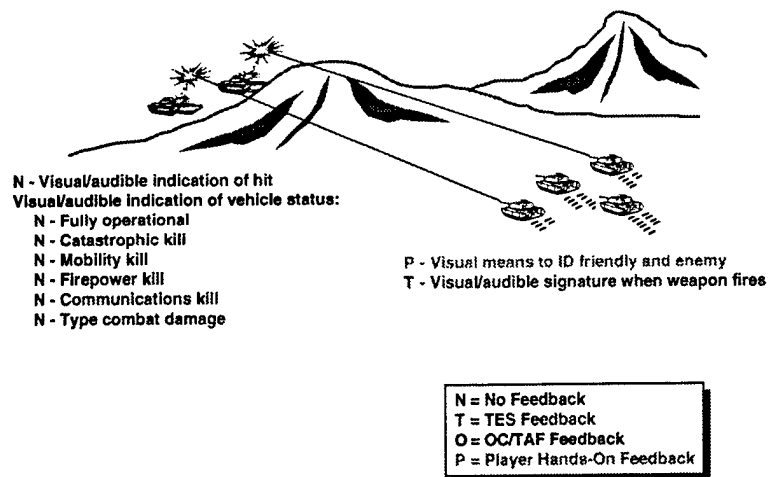 N - Visual/audible indication of hit
Visual/audible indication of vehicle status:
N - Fully operational
N - Catastrophic kill
N - Mobility kill
N - Firepower kill
N - Communications kill
N - Type combat damage
P - Visual means to ID friendly and enemy
T - Visual/audible signature when weapon fires
N = No Feedback
T = TES Feedback
O = OC/TAF Feedback
P = Player Hands-On Feedback